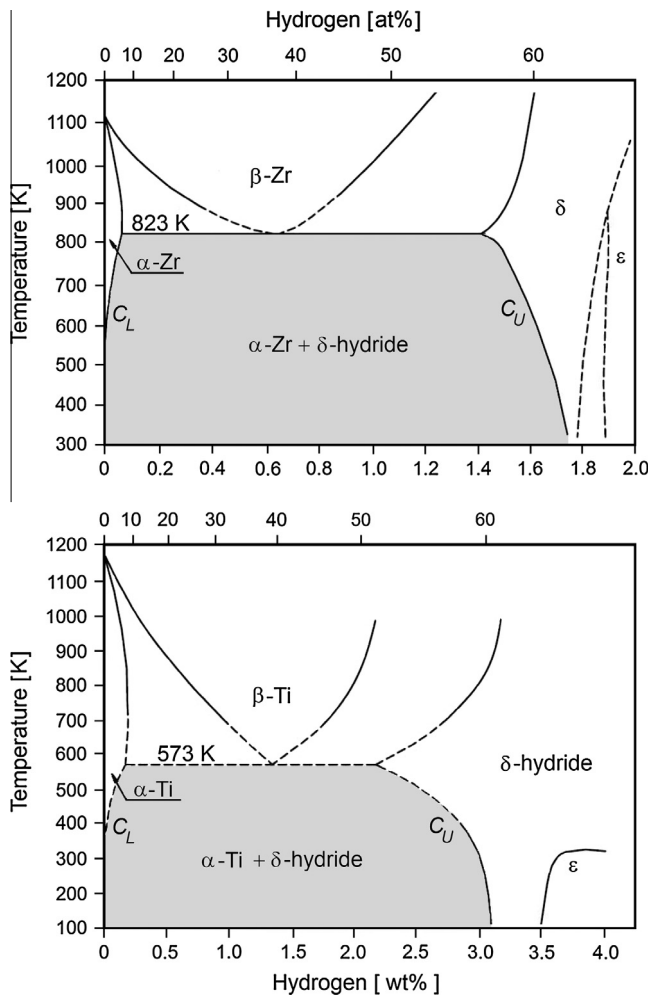 Hydrogen [at%]
0 10 20 30 40 50 60
1200
1100
1000
900
800
700
600
500
400
300
Temperature [K]
β-Zr
823 K
α-Zr
δ
ε
C_L
C_U
α-Zr + δ-hydride
0 0.2 0.4 0.6 0.8 1.0 1.2 1.4 1.6 1.8 2.0
0 10 20 30 40 50 60
1200
1100
1000
900
800
700
600
500
400
300
200
100
Temperature [K]
β-Ti
573 K
α-Ti
δ-hydride
C_L
C_U
α-Ti + δ-hydride
ε
0 0.5 1.0 1.5 2.0 2.5 3.0 3.5 4.0
Hydrogen [ wt% ]